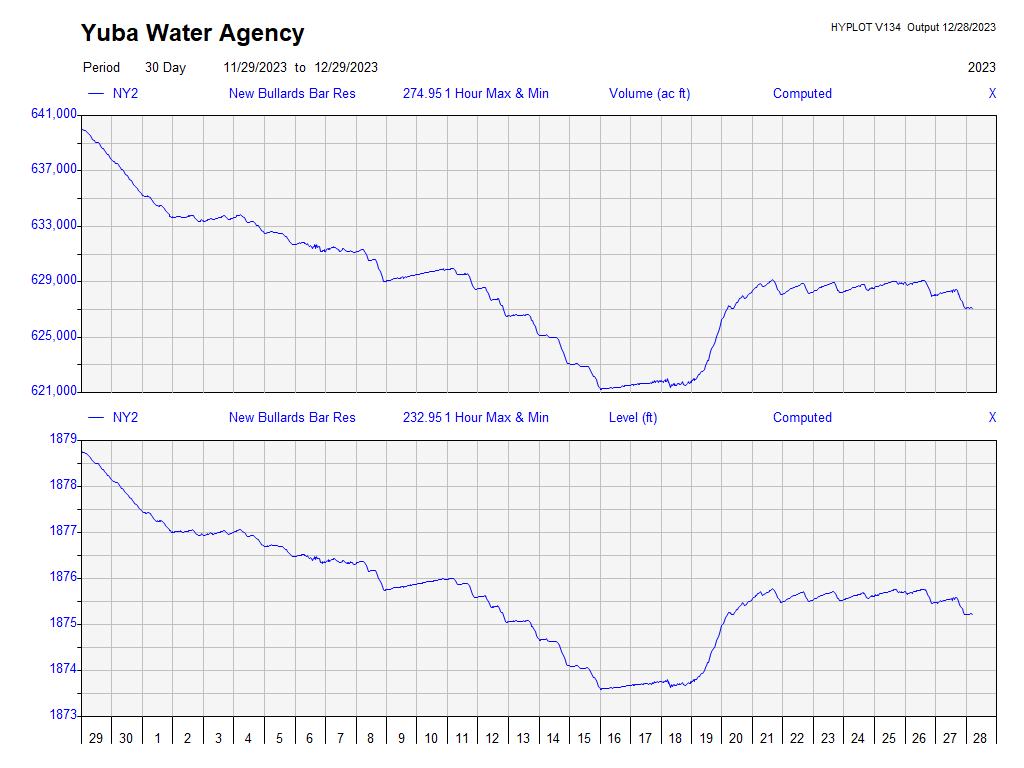 Yuba Water Agency
HYPLOT V134 Output 12/28/2023
Period 30 Day 11/29/2023 to 12/29/2023 2023
NY2 New Bullards Bar Res 274.95 1 Hour Max & Min Volume (ac ft) Computed X
641,000
637,000
633,000
629,000
625,000
621,000
NY2 New Bullards Bar Res 232.95 1 Hour Max & Min Level (ft) Computed X
1879
1878
1877
1876
1875
1874
1873
29 30 1 2 3 4 5 6 7 8 9 10 11 12 13 14 15 16 17 18 19 20 21 22 23 24 25 26 27 28